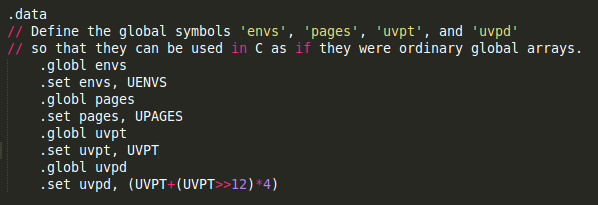 .data
// Define the global symbols 'envs', 'pages', 'uvpt', and 'uvpd'
// so that they can be used in C as if they were ordinary global arrays.
    .globl envs
    .set envs, UENVS
    .globl pages
    .set pages, UPAGES
    .globl uvpt
    .set uvpt, UVPT
    .globl uvpd
    .set uvpd, (UVPT+(UVPT>>12)*4)